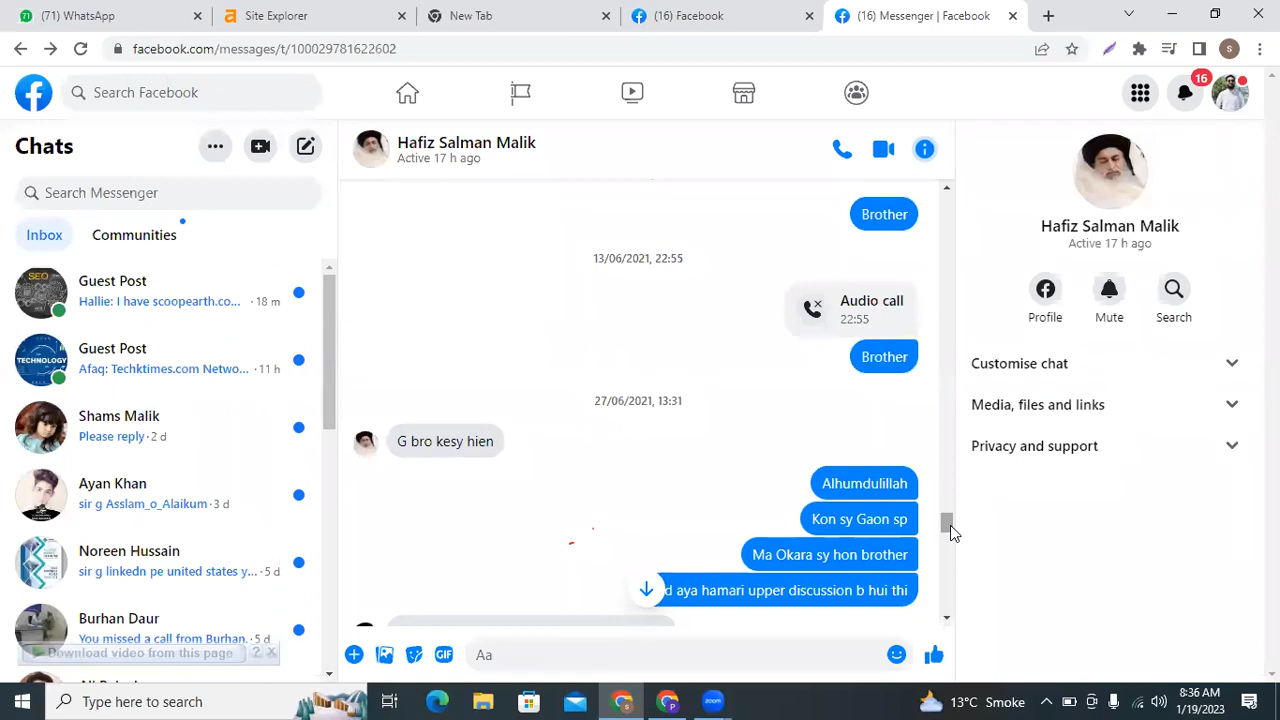 (71) WhatsApp
Site Explorer
New Tab
(16) Facebook
(16) Messenger | Facebook
facebook.com/messages/t/100029781622602
S
Search Facebook
16
Chats
Hafiz Salman Malik
Active 17 h ago
Search Messenger
Inbox
Communities
Guest Post
Hallie: I have scoopearth.co... · 18 m
Guest Post
Afaq: Techktimes.com Netwo... · 11 h
Shams Malik
Please reply · 2 d
Ayan Khan
sir g Asslam_o_Alaikum · 3 d
Noreen Hussain
sir g linkedn pe united states y... · 5 d
Burhan Daur
You missed a call from Burhan. · 5 d
Download video from this page ? X
Brother
13/06/2021, 22:55
Audio call
22:55
Brother
27/06/2021, 13:31
G bro kesy hien
Alhumdulillah
Kon sy Gaon sp
Ma Okara sy hon brother
d aya hamari upper discussion b hui thi
GIF
Aa
Hafiz Salman Malik
Active 17 h ago
Profile
Mute
Search
Customise chat
Media, files and links
Privacy and support
Type here to search
13°C Smoke
8:36 AM
1/19/2023